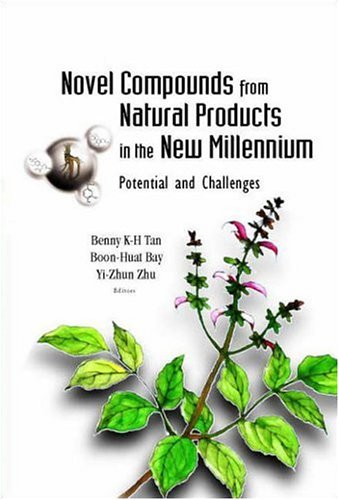 Novel Compounds from
Natural Products
in the New Millennium
Potential and Challenges
Benny K-H Tan
Boon-Huat Bay
Yi-Zhun Zhu
Editors